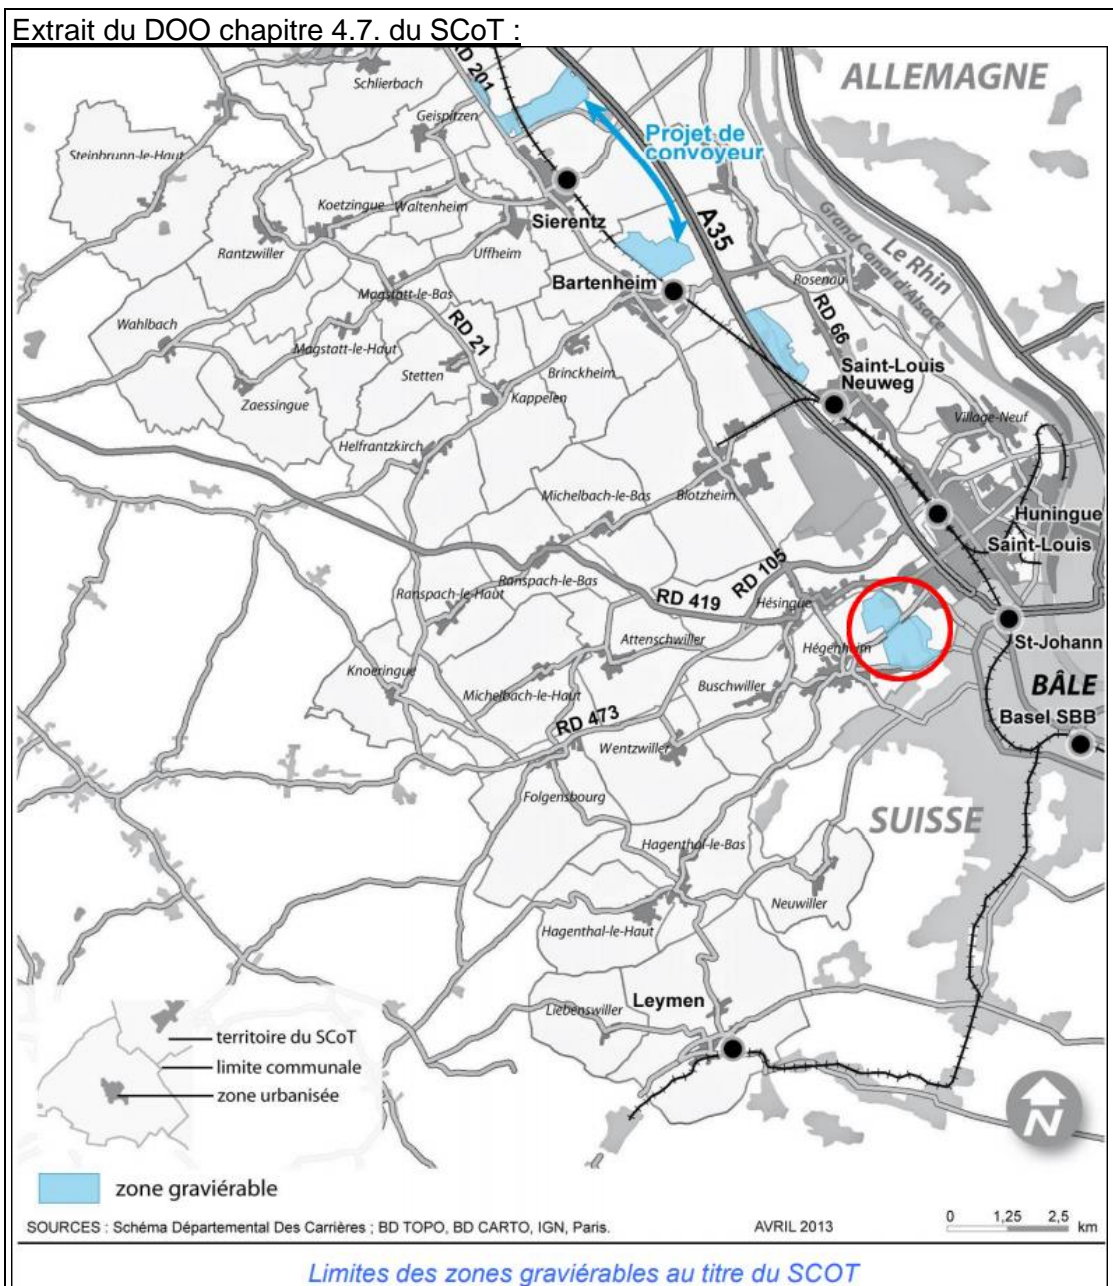 Extrait du DOO chapitre 4.7. du SCoT :
RD 201
Schlierbach
ALLEMAGNE
Geispitzen
Projet de
convoyeur
Steinbrunn-le-Haut
Koetzingue
Waltenheim
Sierentz
A35
Grand Canal d'Alsace
Le Rhin
Rantzwiller
Uffheim
Bartenheim
Rosenau
Magstatt-le-Bas
RD 21
RD 66
Wahlbach
Magstatt-le-Haut
Stetten
Brinckheim
Saint-Louis
Neuweg
Zaessingue
Kappelen
Village-Neuf
Helfrantzkirch
Michelbach-le-Bas
Blotzheim
Huningue
Saint-Louis
Ranspach-le-Bas
Ranspach-le-Haut
RD 105
RD 419
Hésingue
Attenschwiller
Hégenheim
St-Johann
Knoeringue
Michelbach-le-Haut
Buschwiller
BÂLE
RD 473
Basel SBB
Wentzwiller
Folgensbourg
SUISSE
Hagenthal-le-Bas
Neuwiller
Hagenthal-le-Haut
Leymen
Liebenswiller
territoire du SCoT
limite communale
zone urbanisée
N
zone graviérable
SOURCES : Schéma Départemental Des Carrières ; BD TOPO, BD CARTO, IGN, Paris.
AVRIL 2013
0 1,25 2,5 km
Limites des zones graviérables au titre du SCOT